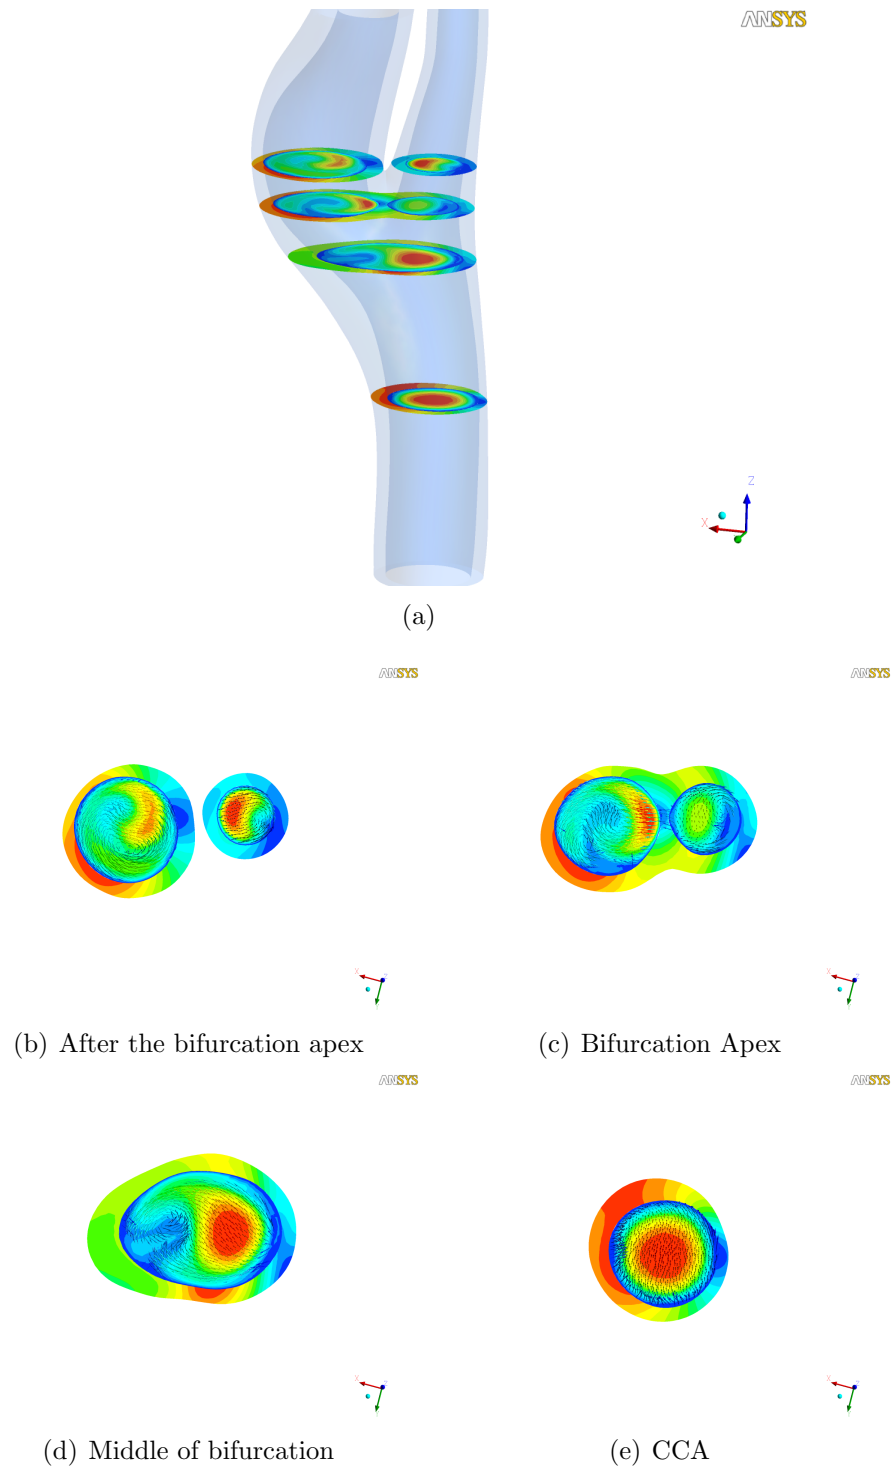 ANSYS
Z
X
(a)
ANSYS
ANSYS
X
Z
X
Z
(b) After the bifurcation apex
(c) Bifurcation Apex
ANSYS
ANSYS
X
Z
X
Z
(d) Middle of bifurcation
(e) CCA